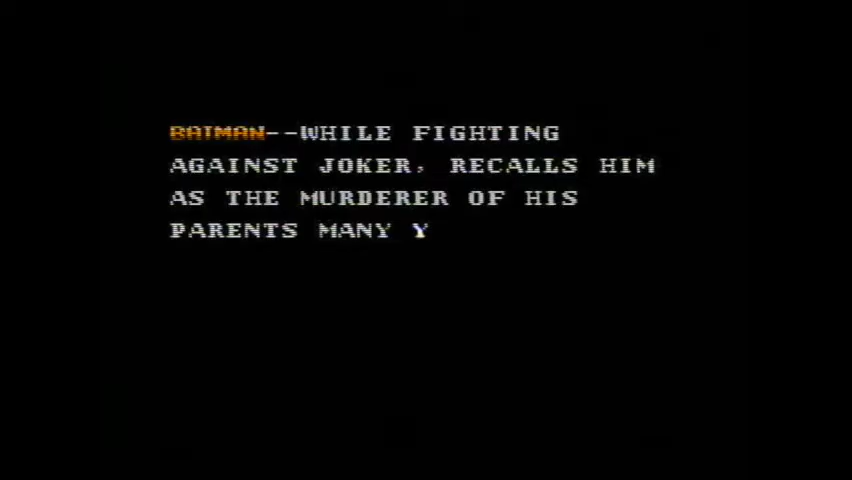 BATMAN--WHILE FIGHTING
AGAINST JOKER, RECALLS HIM
AS THE MURDERER OF HIS
PARENTS MANY Y